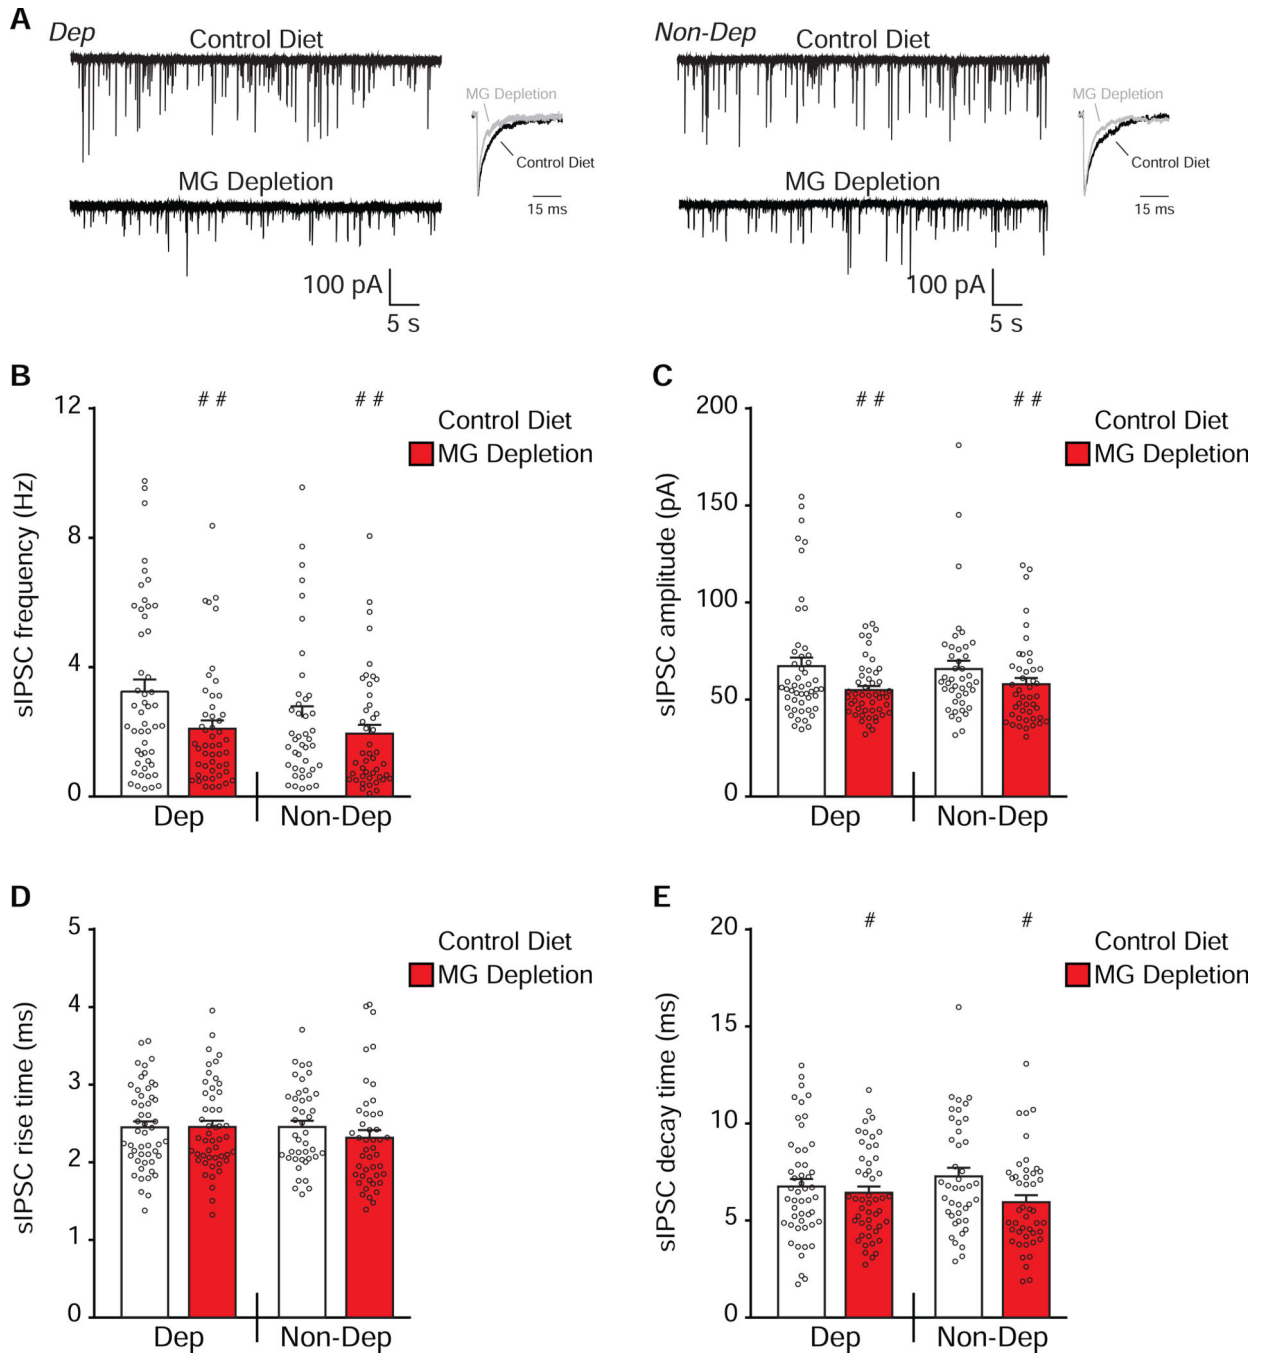 A
Dep
Control Diet
MG Depletion
Control Diet
15 ms
MG Depletion
100 pA
5 s
Non-Dep
Control Diet
MG Depletion
Control Diet
15 ms
MG Depletion
100 pA
5 s
B
sIPSC frequency (Hz)
12
8
4
0
# #
# #
Control Diet
MG Depletion
Dep
Non-Dep
C
sIPSC amplitude (pA)
200
150
100
50
0
# #
# #
Control Diet
MG Depletion
Dep
Non-Dep
D
sIPSC rise time (ms)
5
4
3
2
1
0
Control Diet
MG Depletion
Dep
Non-Dep
E
sIPSC decay time (ms)
20
15
10
5
0
#
#
Control Diet
MG Depletion
Dep
Non-Dep